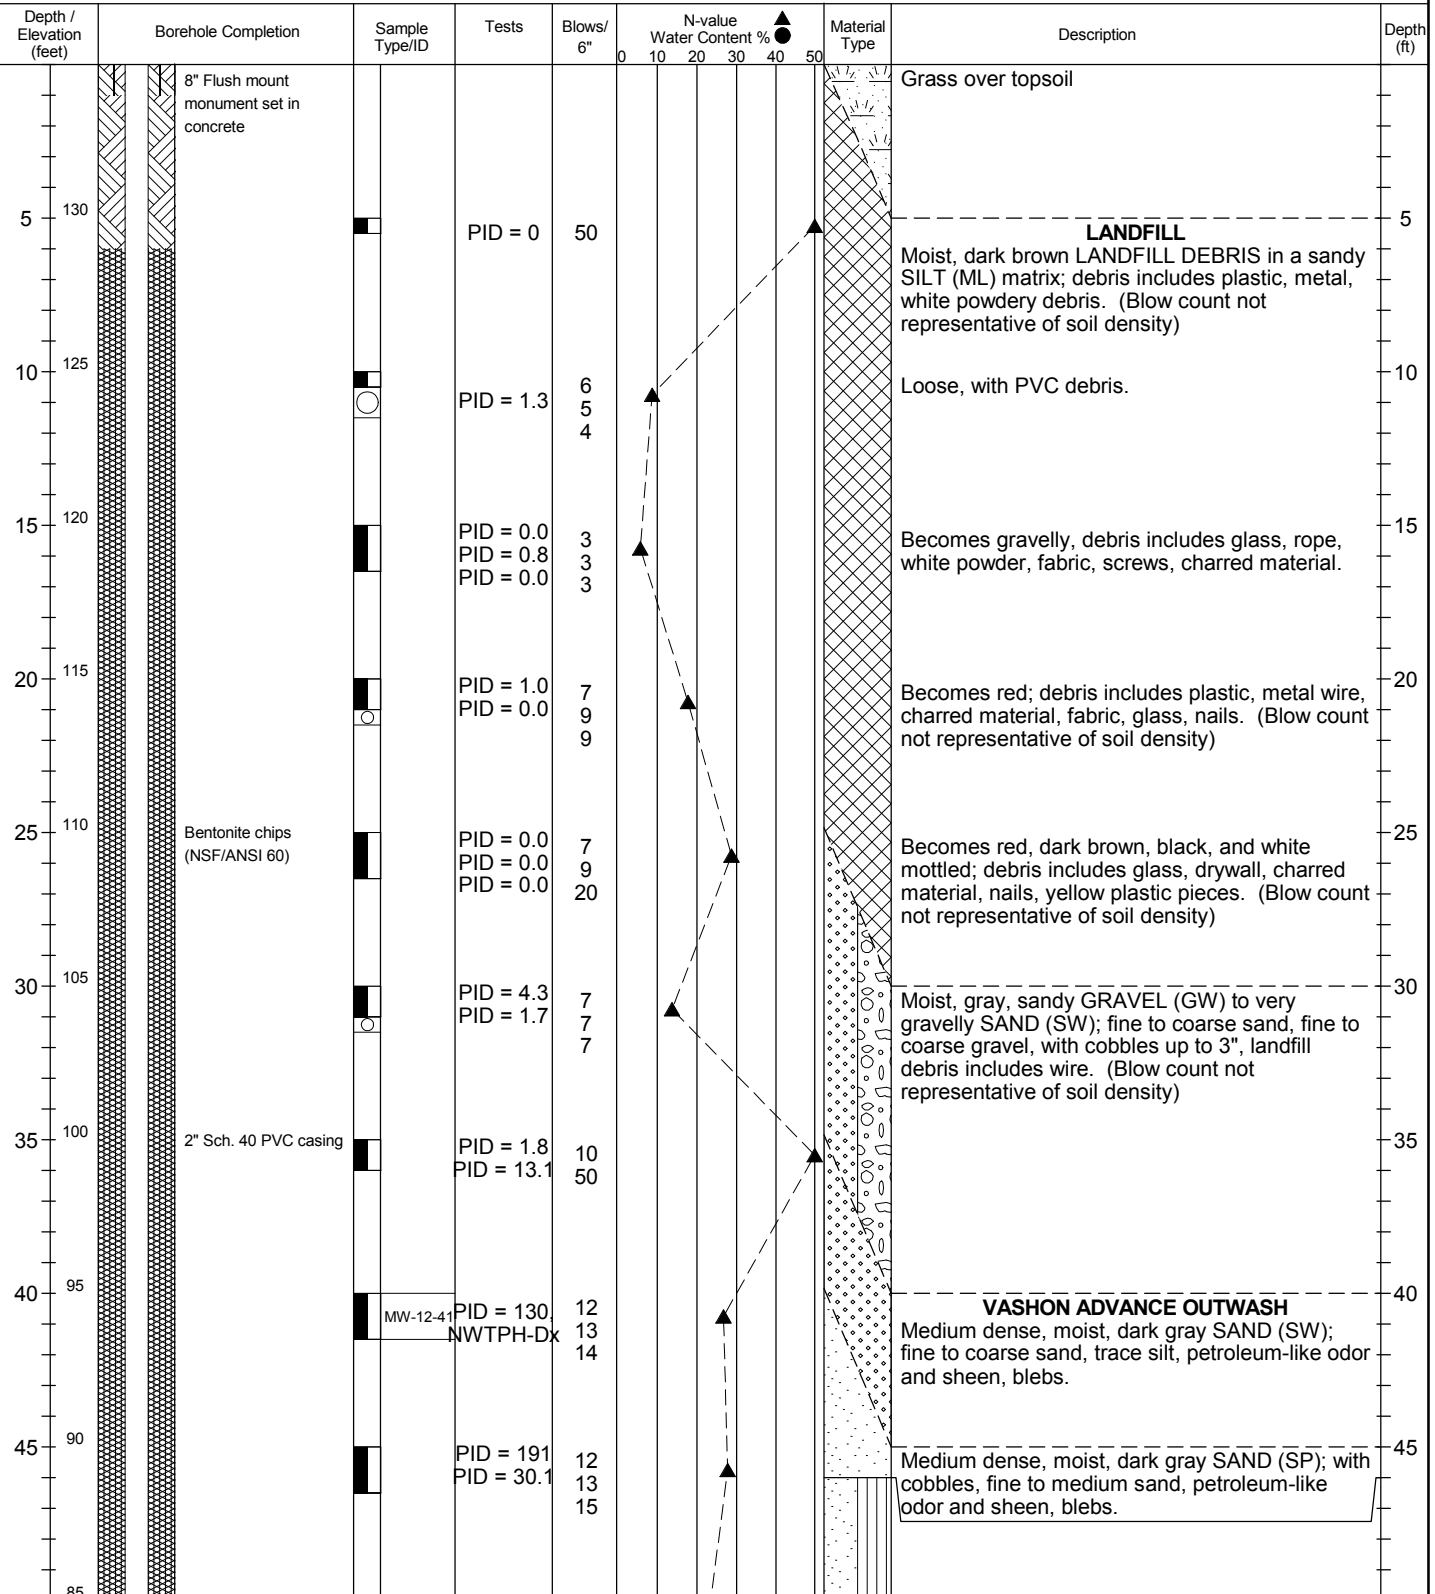 Depth /
Elevation
(feet)
Borehole Completion
Sample
Type/ID
Tests
Blows/
6"
N-value
Water Content %
0 10 20 30 40 50
Material
Type
Description
Depth
(ft)
8" Flush mount
monument set in
concrete
Grass over topsoil
5 130
PID = 0 50
5
LANDFILL
Moist, dark brown LANDFILL DEBRIS in a sandy
SILT (ML) matrix; debris includes plastic, metal,
white powdery debris. (Blow count not
representative of soil density)
10 125
PID = 1.3
6
5
4
Loose, with PVC debris.
10
15 120
PID = 0.0
PID = 0.8
PID = 0.0
3
3
3
Becomes gravelly, debris includes glass, rope,
white powder, fabric, screws, charred material.
15
20 115
PID = 1.0
PID = 0.0
7
9
9
Becomes red; debris includes plastic, metal wire,
charred material, fabric, glass, nails. (Blow count
not representative of soil density)
20
25 110
Bentonite chips
(NSF/ANSI 60)
PID = 0.0
PID = 0.0
PID = 0.0
7
9
20
Becomes red, dark brown, black, and white
mottled; debris includes glass, drywall, charred
material, nails, yellow plastic pieces. (Blow count
not representative of soil density)
25
30 105
PID = 4.3
PID = 1.7
7
7
7
Moist, gray, sandy GRAVEL (GW) to very
gravelly SAND (SW); fine to coarse sand, fine to
coarse gravel, with cobbles up to 3", landfill
debris includes wire. (Blow count not
representative of soil density)
30
35 100
2" Sch. 40 PVC casing
PID = 1.8
PID = 13.1
10
50
35
40 95
MW-12-41
PID = 130,
NWTPH-Dx
12
13
14
VASHON ADVANCE OUTWASH
Medium dense, moist, dark gray SAND (SW);
fine to coarse sand, trace silt, petroleum-like odor
and sheen, blebs.
40
45 90
PID = 191
PID = 30.1
12
13
15
Medium dense, moist, dark gray SAND (SP); with
cobbles, fine to medium sand, petroleum-like
odor and sheen, blebs.
45
85